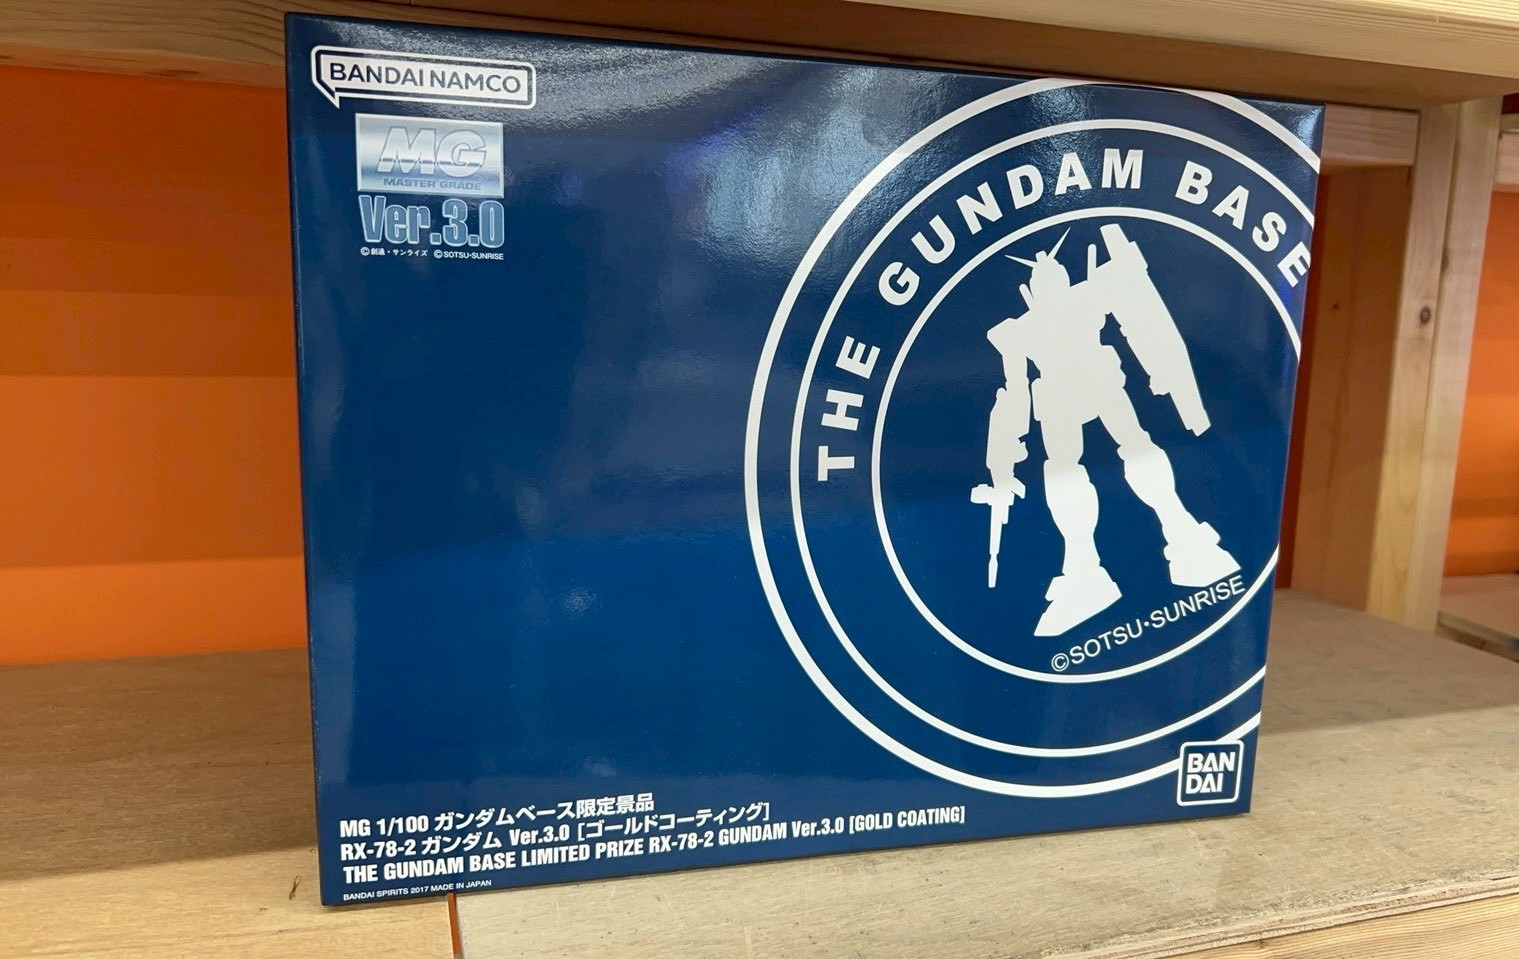 BANDAI NAMCO
MG
MASTER GRADE
Ver.3.0
©創通・サンライズ ©SOTSU・SUNRISE
THE GUNDAM BASE
©SOTSU・SUNRISE
BAN
DAI
MG 1/100 ガンダムベース限定景品
RX-78-2 ガンダム Ver.3.0 [ゴールドコーティング]
THE GUNDAM BASE LIMITED PRIZE RX-78-2 GUNDAM Ver.3.0 [GOLD COATING]
BANDAI SPIRITS 2017 MADE IN JAPAN